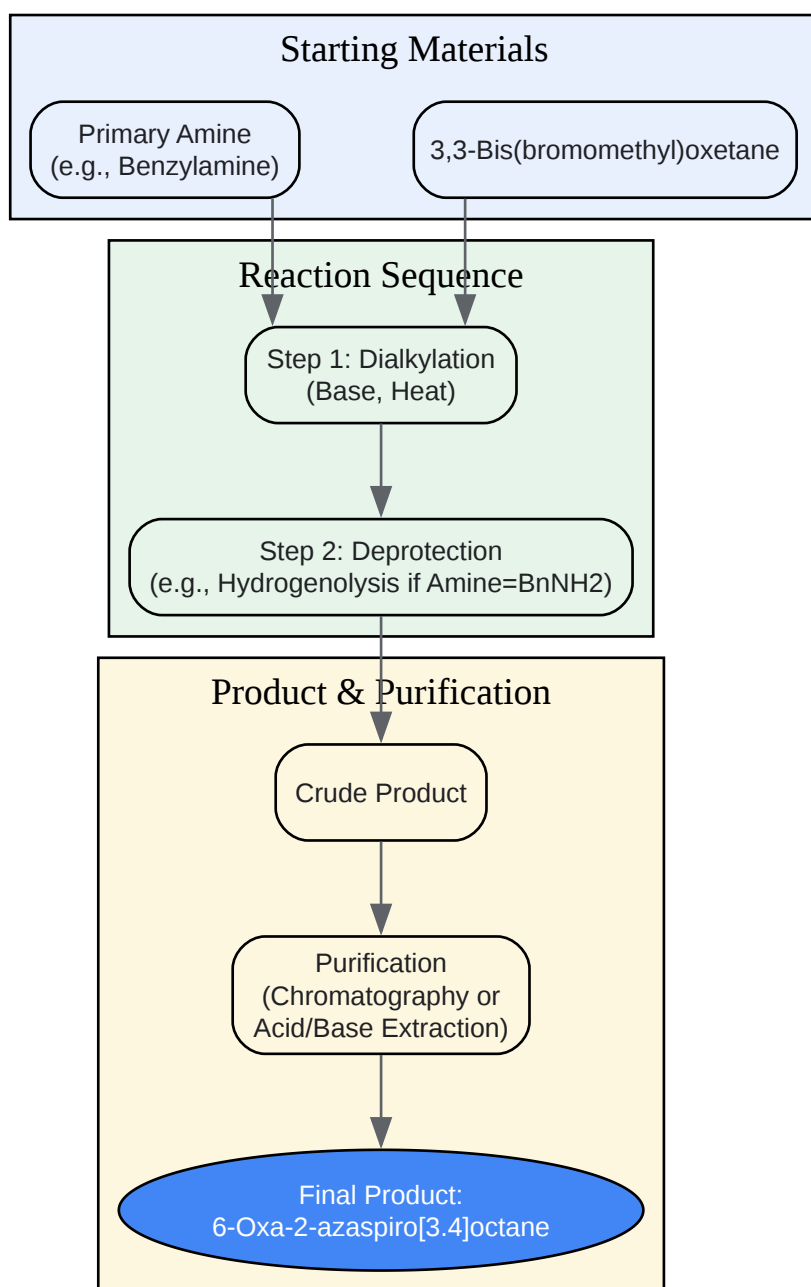 Starting Materials
Primary Amine
(e.g., Benzylamine)
3,3-Bis(bromomethyl)oxetane
Reaction Sequence
Step 1: Dialkylation
(Base, Heat)
Step 2: Deprotection
(e.g., Hydrogenolysis if Amine=BnNH2)
Product & Purification
Crude Product
Purification
(Chromatography or
Acid/Base Extraction)
Final Product:
6-Oxa-2-azaspiro[3.4]octane